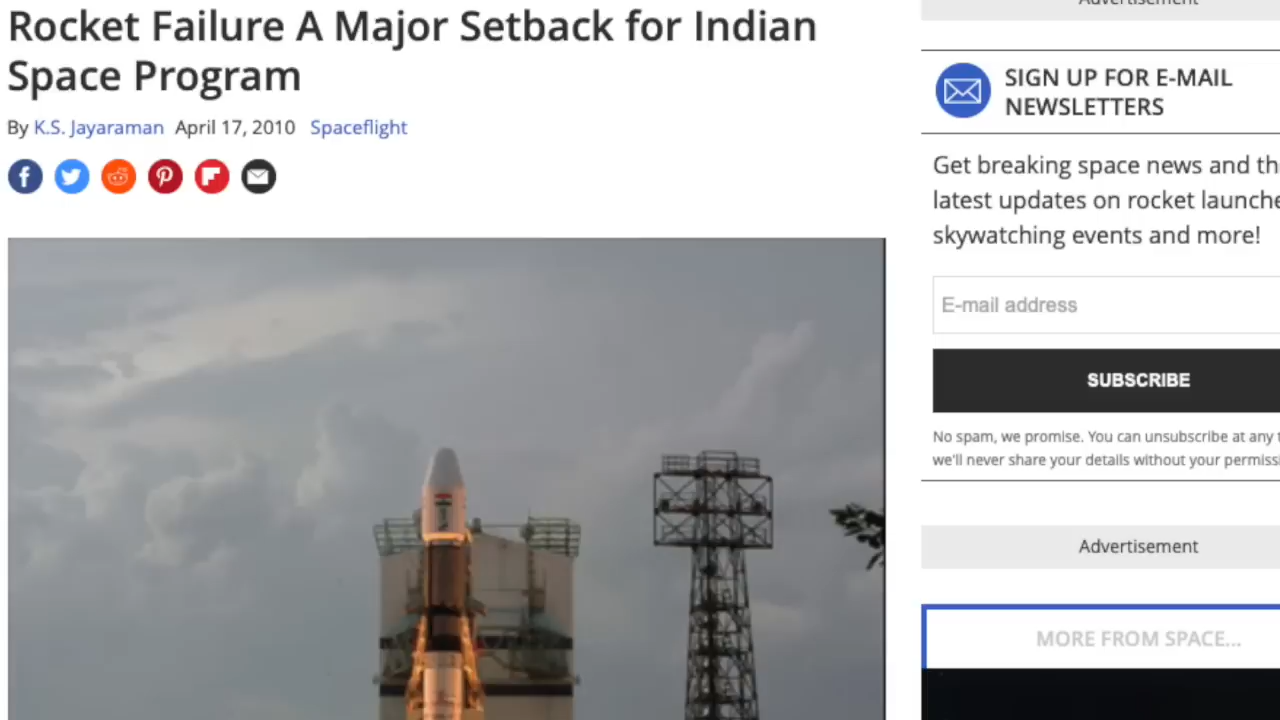 Rocket Failure A Major Setback for Indian
Space Program
By K.S. Jayaraman April 17, 2010 Spaceflight
Advertisement
SIGN UP FOR E-MAIL
NEWSLETTERS
Get breaking space news and th
latest updates on rocket launche
skywatching events and more!
E-mail address
SUBSCRIBE
No spam, we promise. You can unsubscribe at any t
we'll never share your details without your permissi
Advertisement
MORE FROM SPACE...